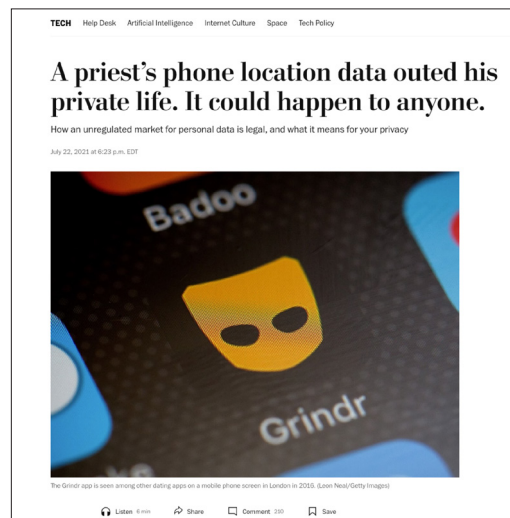 TECH Help Desk Artificial Intelligence Internet Culture Space Tech Policy
A priest's phone location data outed his
private life. It could happen to anyone.
How an unregulated market for personal data is legal, and what it means for your privacy
July 22, 2021 at 6:23 p.m. EDT
Badoo
Grindr
ke
The Grindr app is seen among other dating apps on a mobile phone screen in London in 2016. (Leon Neal/Getty Images)
Listen 6 min Share Comment 210 Save